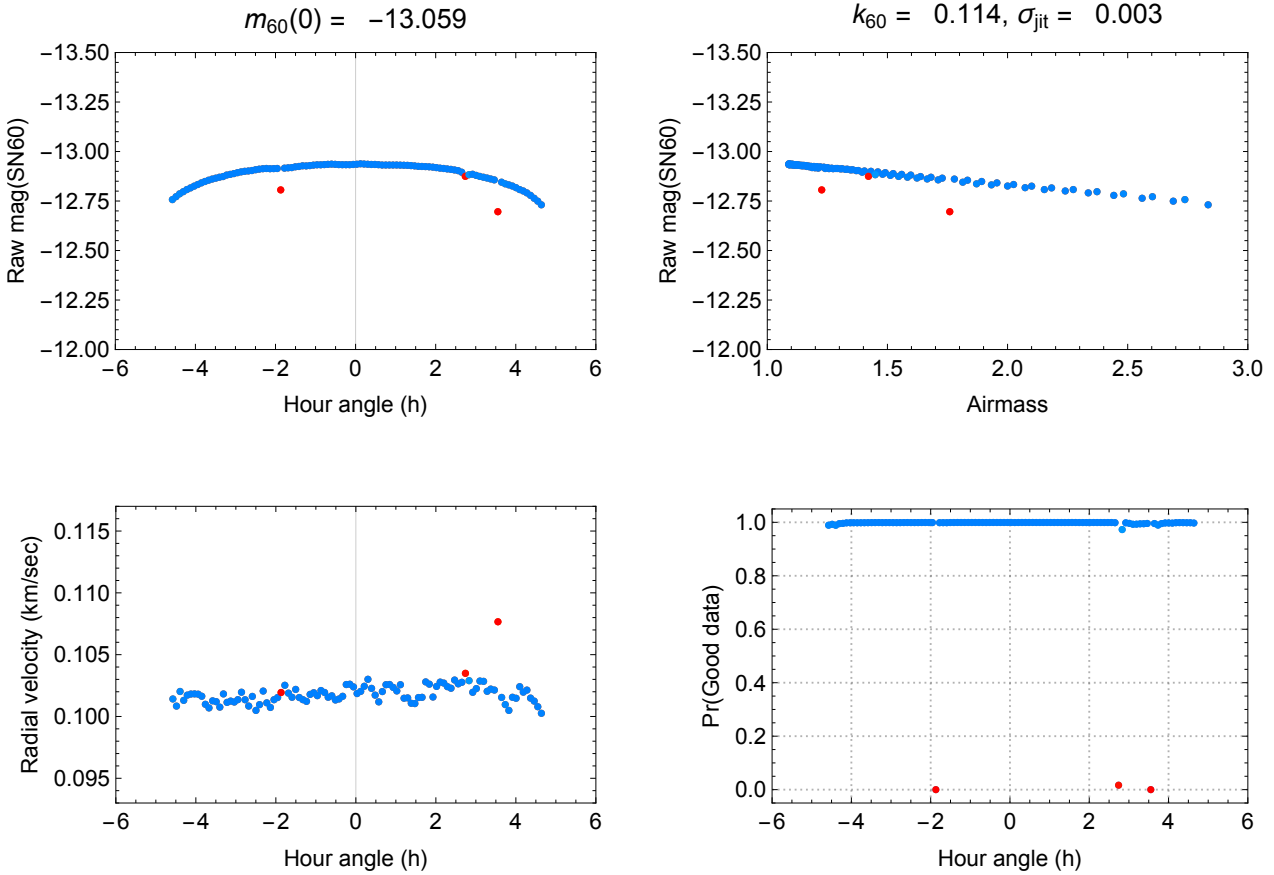 m60(0) = −13.059
−13.50
−13.25
−13.00
−12.75
−12.50
−12.25
−12.00
−6 −4 −2 0 2 4 6
Raw mag(SN60)
Hour angle (h)
k60 = 0.114, σjit = 0.003
−13.50
−13.25
−13.00
−12.75
−12.50
−12.25
−12.00
1.0 1.5 2.0 2.5 3.0
Raw mag(SN60)
Airmass
0.115
0.110
0.105
0.100
0.095
−6 −4 −2 0 2 4 6
Radial velocity (km/sec)
Hour angle (h)
1.0
0.8
0.6
0.4
0.2
0.0
−6 −4 −2 0 2 4 6
Pr(Good data)
Hour angle (h)